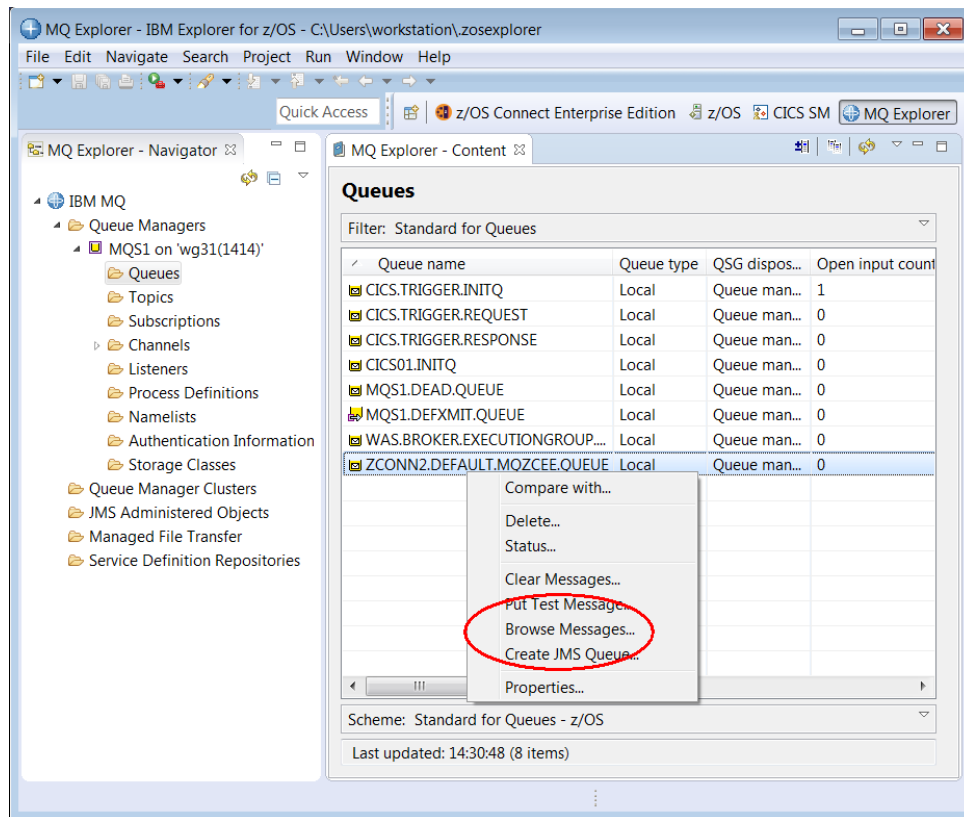 MQ Explorer - IBM Explorer for z/OS - C:\Users\workstation\.zosexplorer
File Edit Navigate Search Project Run Window Help
Quick Access
z/OS Connect Enterprise Edition z/OS CICS SM MQ Explorer
MQ Explorer - Navigator
IBM MQ
Queue Managers
MQS1 on 'wg31(1414)'
Queues
Topics
Subscriptions
Channels
Listeners
Process Definitions
Namelists
Authentication Information
Storage Classes
Queue Manager Clusters
JMS Administered Objects
Managed File Transfer
Service Definition Repositories
MQ Explorer - Content
Queues
Filter: Standard for Queues
Queue name Queue type QSG dispos... Open input count
CICS.TRIGGER.INITQ Local Queue man... 1
CICS.TRIGGER.REQUEST Local Queue man... 0
CICS.TRIGGER.RESPONSE Local Queue man... 0
CICS01.INITQ Local Queue man... 0
MQS1.DEAD.QUEUE Local Queue man... 0
MQS1.DEFXMIT.QUEUE Local Queue man... 0
WAS.BROKER.EXECUTIONGROUP.... Local Queue man... 0
ZCONN2.DEFAULT.MQZCEE.QUEUE Local Queue man... 0
Compare with...
Delete...
Status...
Clear Messages...
Put Test Message...
Browse Messages...
Create JMS Queue...
Properties...
Scheme: Standard for Queues - z/OS
Last updated: 14:30:48 (8 items)